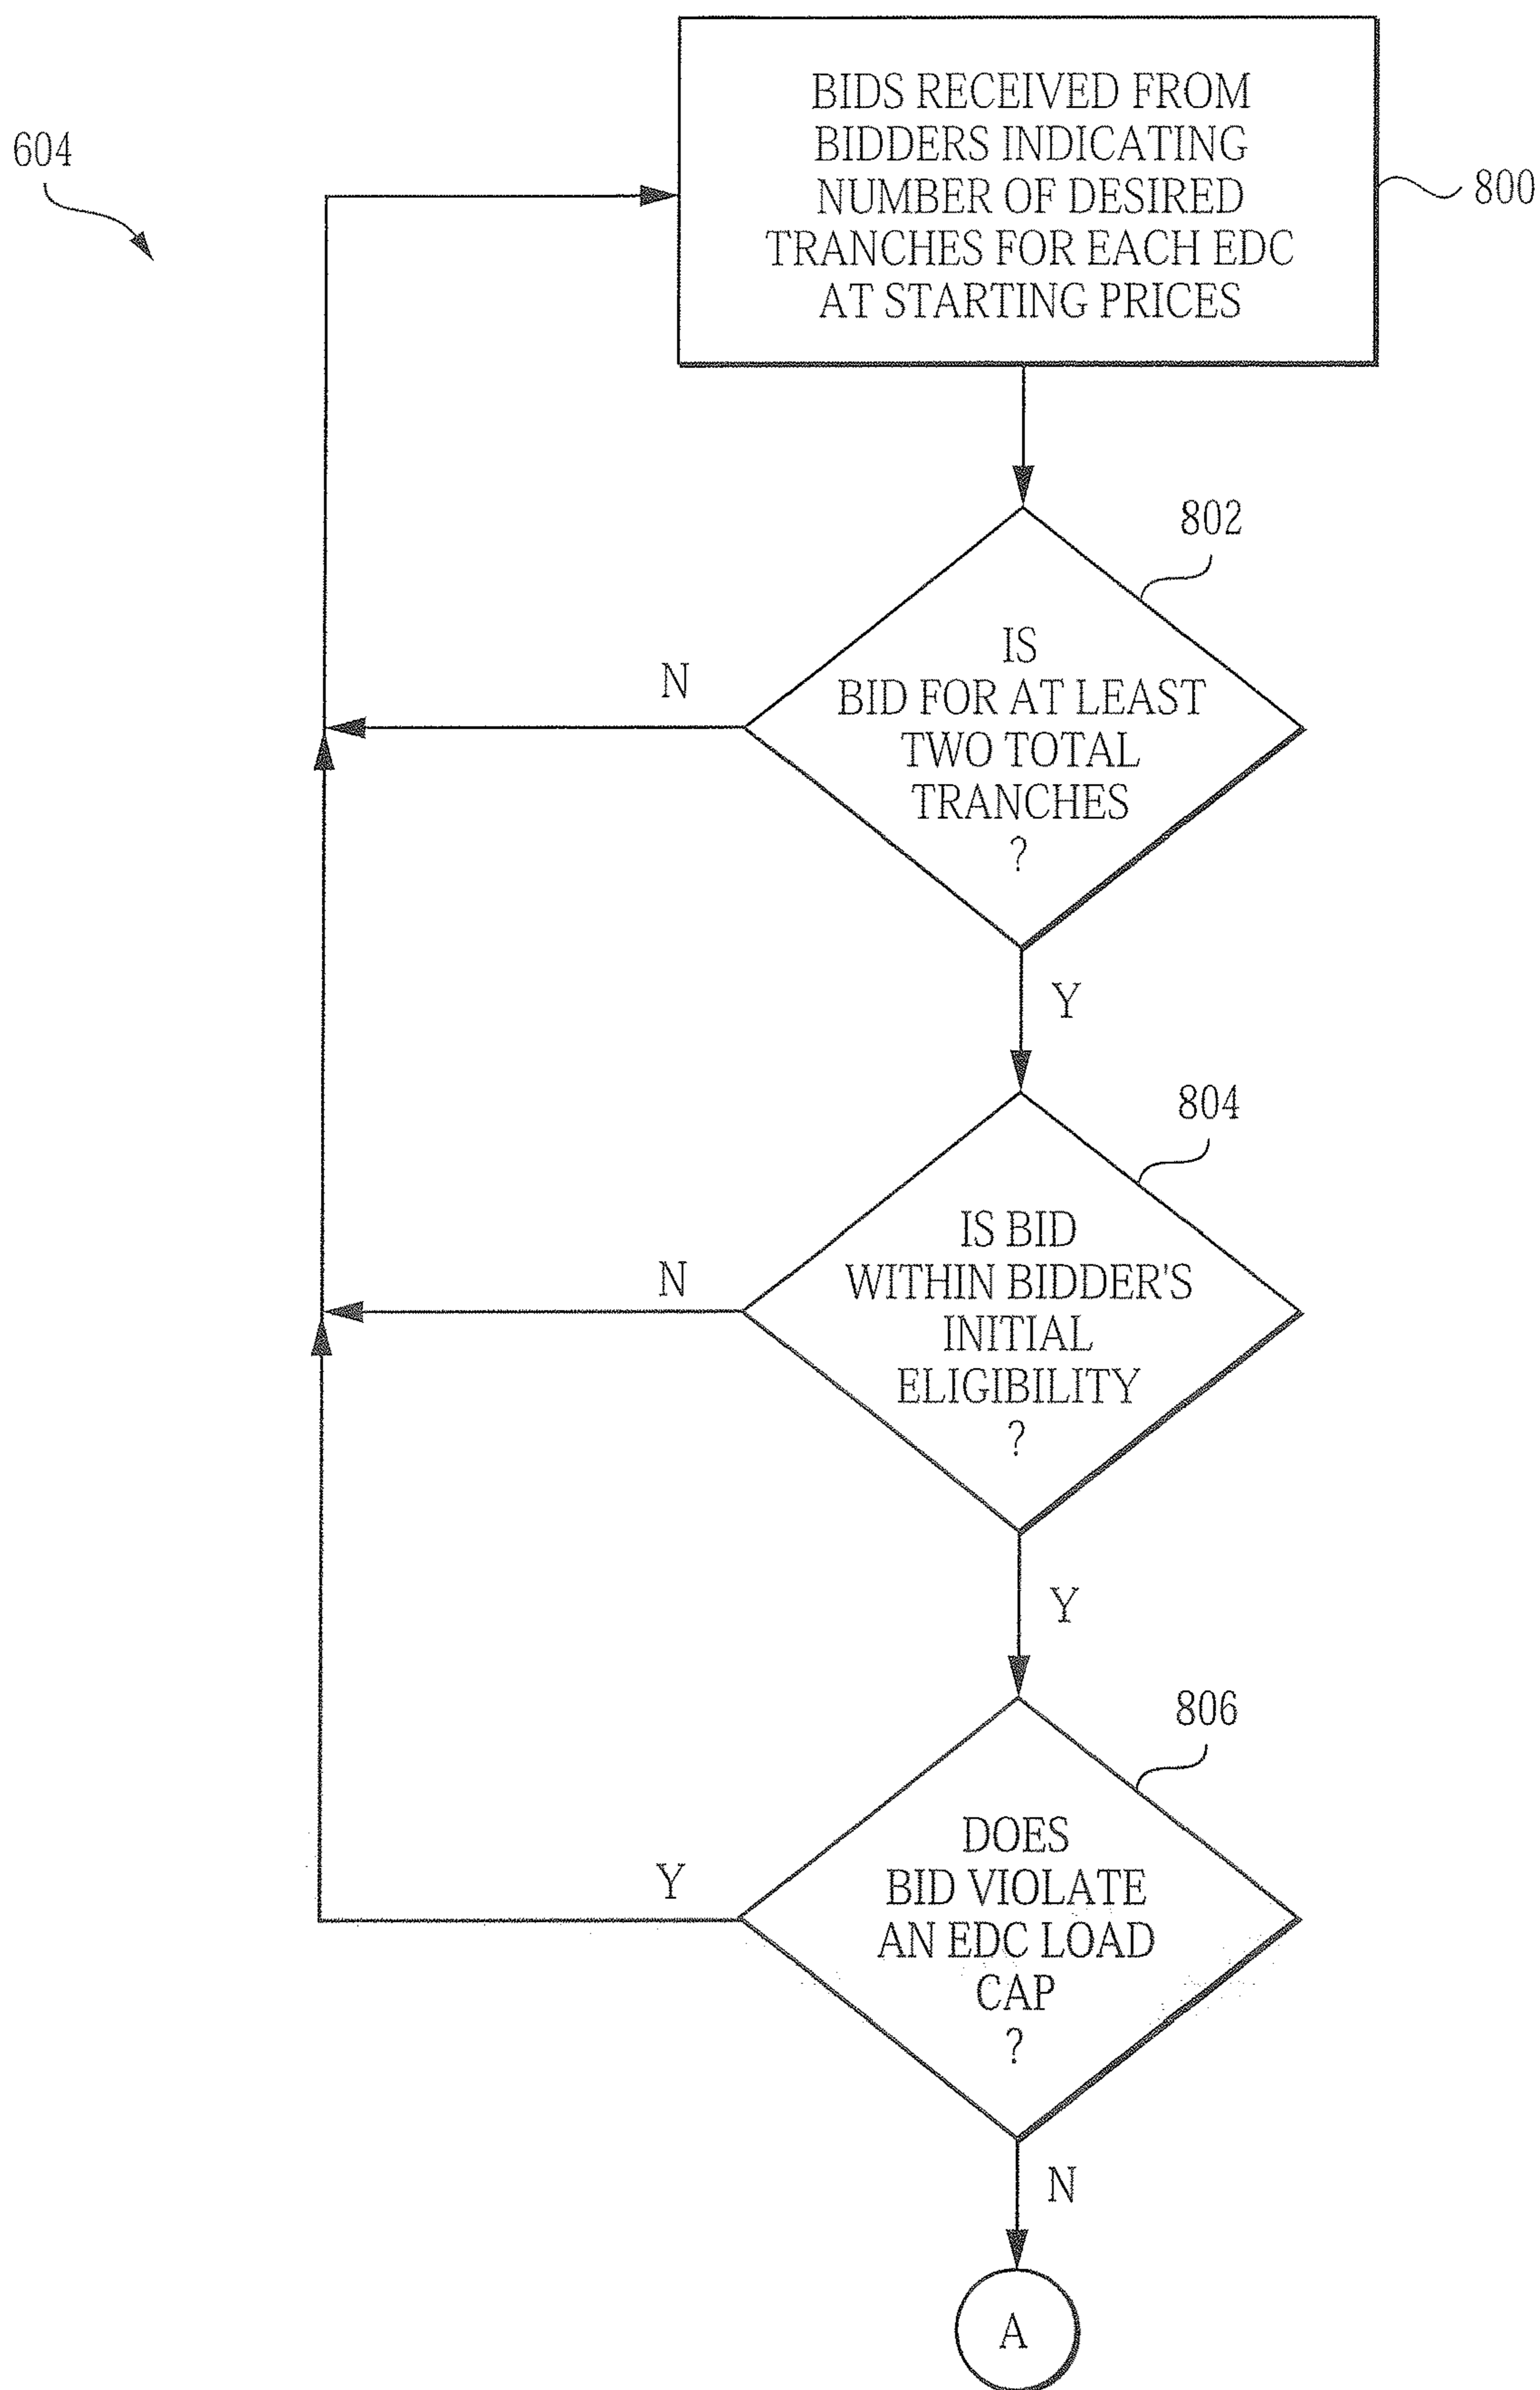 604
BIDS RECEIVED FROM
BIDDERS INDICATING
NUMBER OF DESIRED
TRANCHES FOR EACH EDC
AT STARTING PRICES
800
802
IS
BID FOR AT LEAST
TWO TOTAL
TRANCHES
?
N
Y
804
IS BID
WITHIN BIDDER'S
INITIAL
ELIGIBILITY
?
N
Y
806
DOES
BID VIOLATE
AN EDC LOAD
CAP
?
Y
N
A